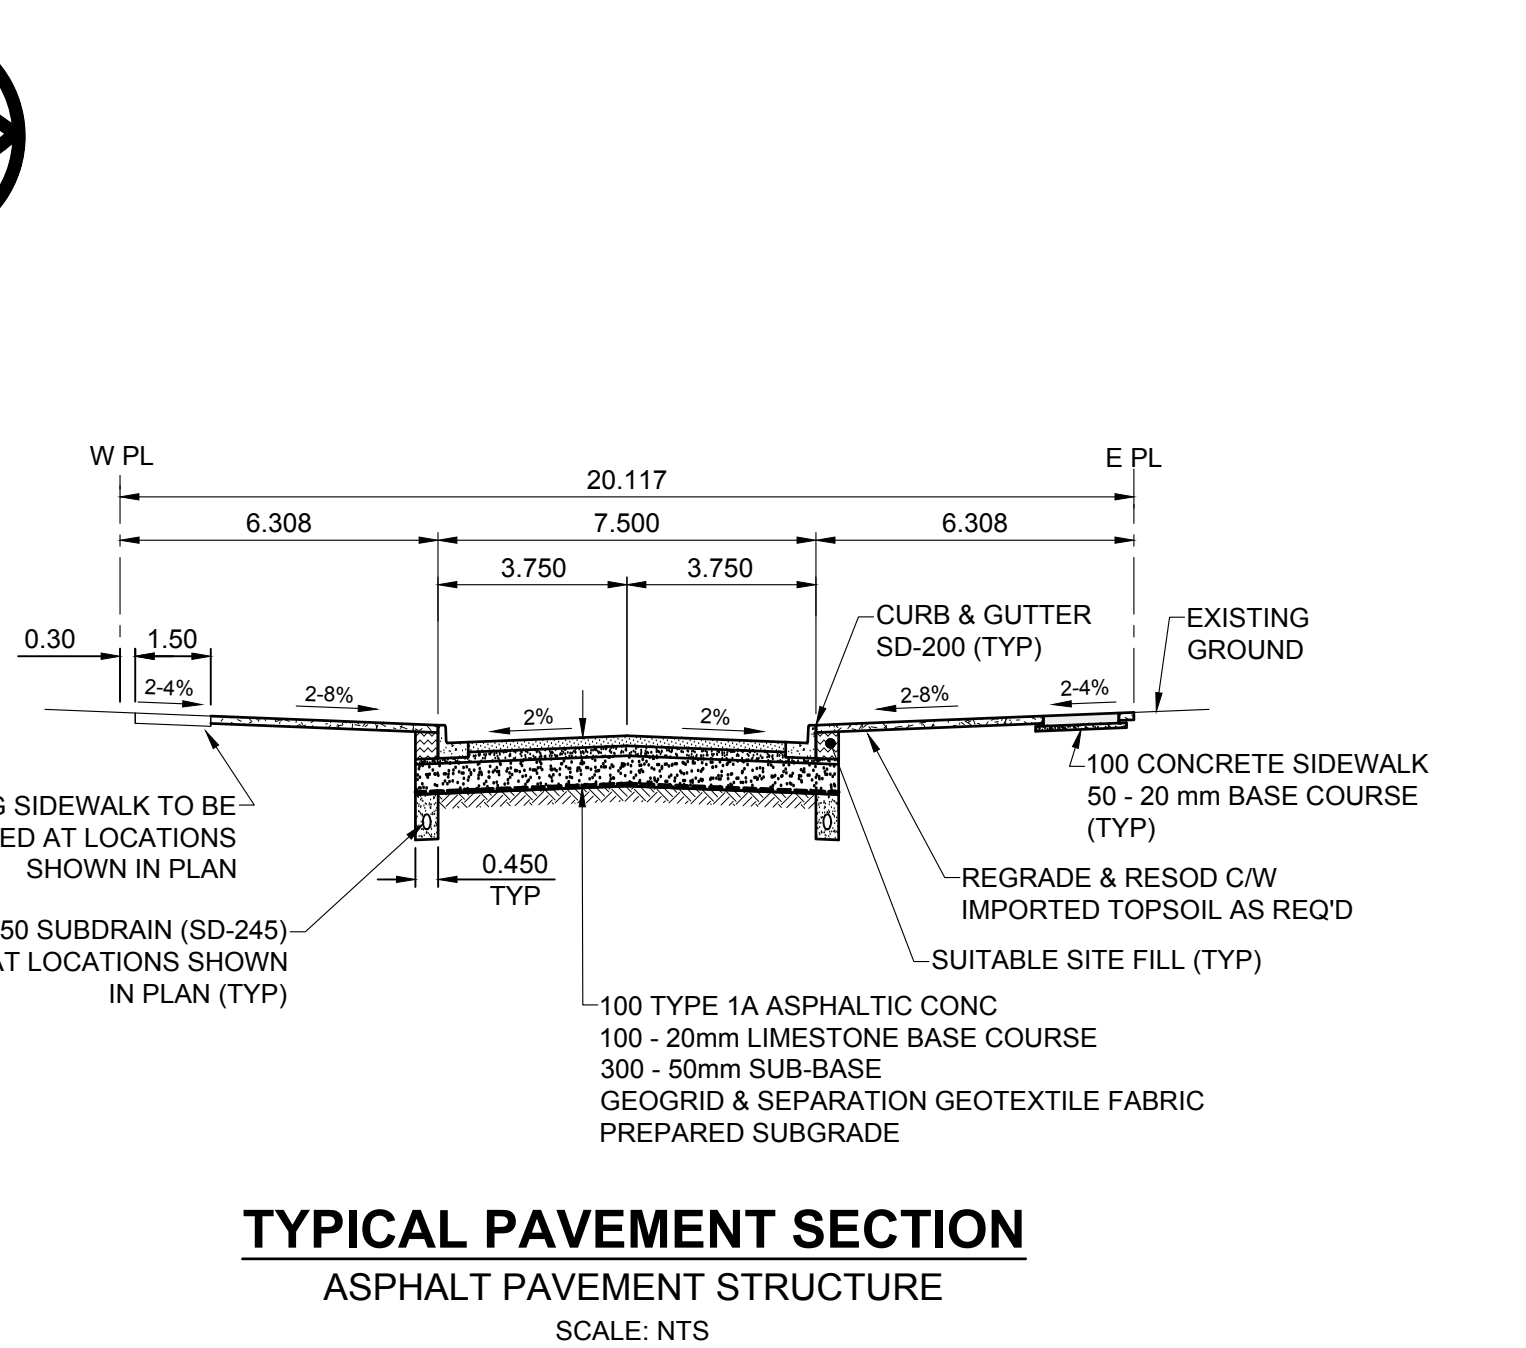 W PL
E PL
20.117
6.308
7.500
6.308
3.750
3.750
0.30
1.50
CURB & GUTTER
SD-200 (TYP)
EXISTING
GROUND
2-4%
2-8%
2%
2%
2-8%
2-4%
SIDEWALK TO BE
AT LOCATIONS
SHOWN IN PLAN
100 CONCRETE SIDEWALK
50 - 20 mm BASE COURSE
(TYP)
0.450
TYP
REGRADE & RESOD C/W
IMPORTED TOPSOIL AS REQ'D
50 SUBDRAIN (SD-245)
AT LOCATIONS SHOWN
IN PLAN (TYP)
SUITABLE SITE FILL (TYP)
100 TYPE 1A ASPHALTIC CONC
100 - 20mm LIMESTONE BASE COURSE
300 - 50mm SUB-BASE
GEOGRID & SEPARATION GEOTEXTILE FABRIC
PREPARED SUBGRADE
TYPICAL PAVEMENT SECTION
ASPHALT PAVEMENT STRUCTURE
SCALE: NTS